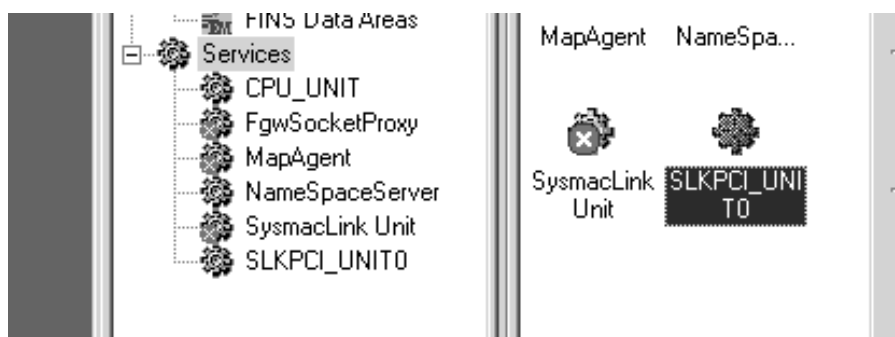 FINS Data Areas
Services
CPU_UNIT
FgwSocketProxy
MapAgent
NameSpaceServer
SysmacLink Unit
SLKPCI_UNIT0
MapAgent
NameSpa...
SysmacLink
Unit
SLKPCI_UNI
T0